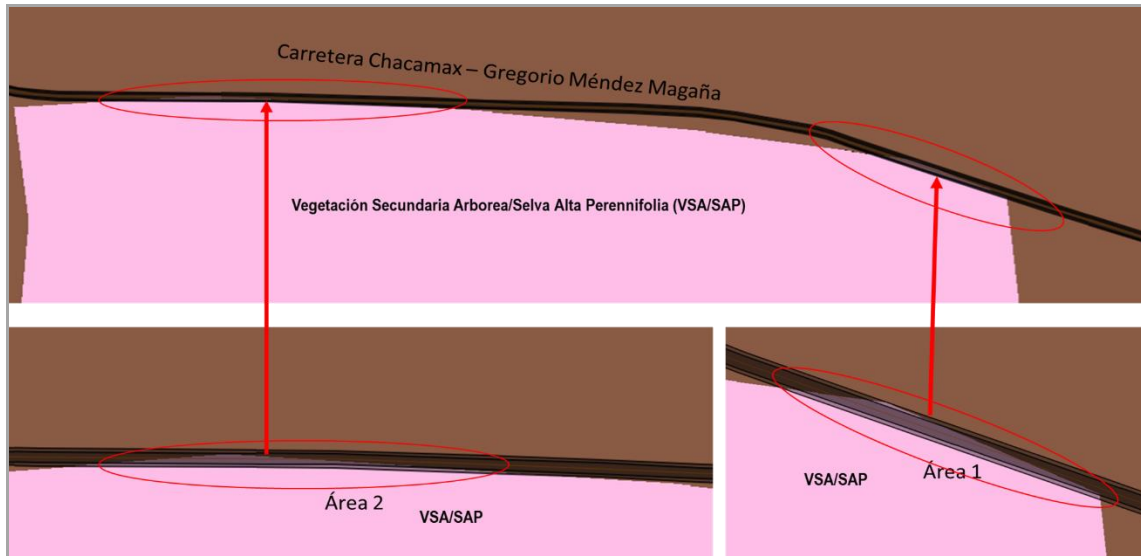 Carretera Chacamax – Gregorio Méndez Magaña
Vegetación Secundaria Arborea/Selva Alta Perennifolia (VSA/SAP)
Área 2
VSA/SAP
VSA/SAP
Área 1